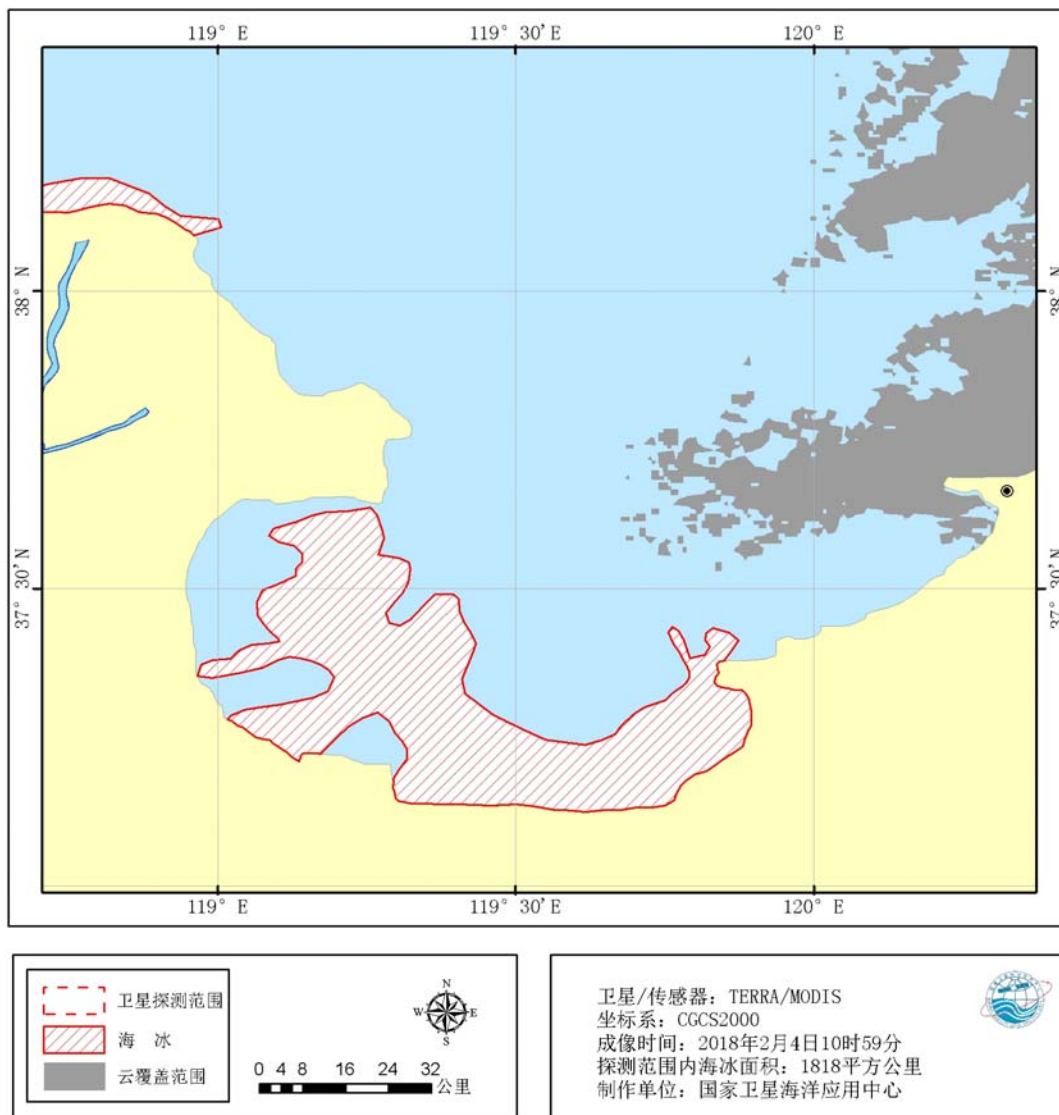 119° E
119° 30'E
120° E
38° N
38° N
37° 30'N
37° 30'N
119° E
119° 30'E
120° E
卫星探测范围
海 冰
云覆盖范围
N
W
E
S
0 4 8 16 24 32
公里
卫星/传感器: TERRA/MODIS
坐标系: CGCS2000
成像时间: 2018年2月4日10时59分
探测范围内海冰面积: 1818平方公里
制作单位: 国家卫星海洋应用中心